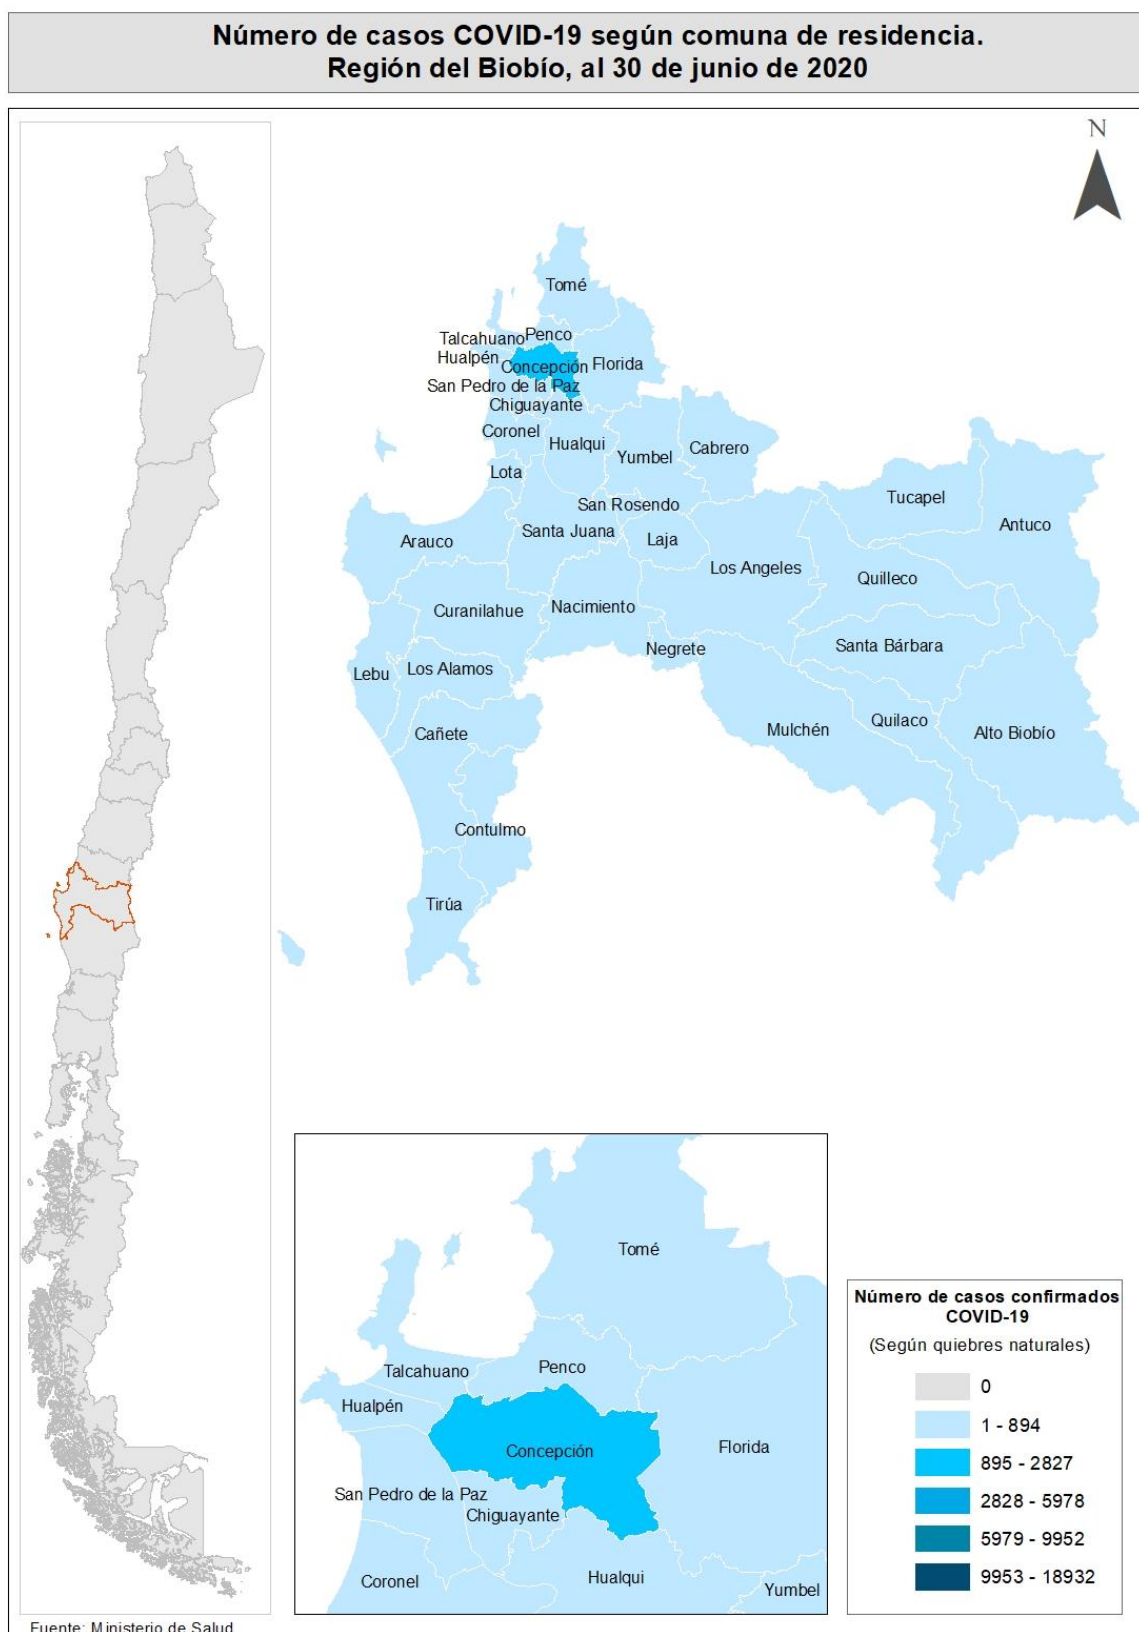 Número de casos COVID-19 según comuna de residencia.
Región del Biobío, al 30 de junio de 2020
N
Tomé
Talcahuano
Penco
Hualpén
Concepción
Florida
San Pedro de la Paz
Chiguayante
Coronel
Hualqui
Yumbel
Cabrero
Lota
San Rosendo
Tucapel
Antuco
Santa Juana
Laja
Arauco
Los Angeles
Quilleco
Curanilahue
Nacimiento
Negrete
Santa Bárbara
Lebu
Los Alamos
Cañete
Mulchén
Quilaco
Alto Biobío
Contulmo
Tirúa
Tomé
Talcahuano
Penco
Hualpén
Concepción
Florida
San Pedro de la Paz
Chiguayante
Coronel
Hualqui
Yumbel
Número de casos confirmados
COVID-19
(Según quiebres naturales)
0
1 - 894
895 - 2827
2828 - 5978
5979 - 9952
9953 - 18932
Fuente: Ministerio de Salud